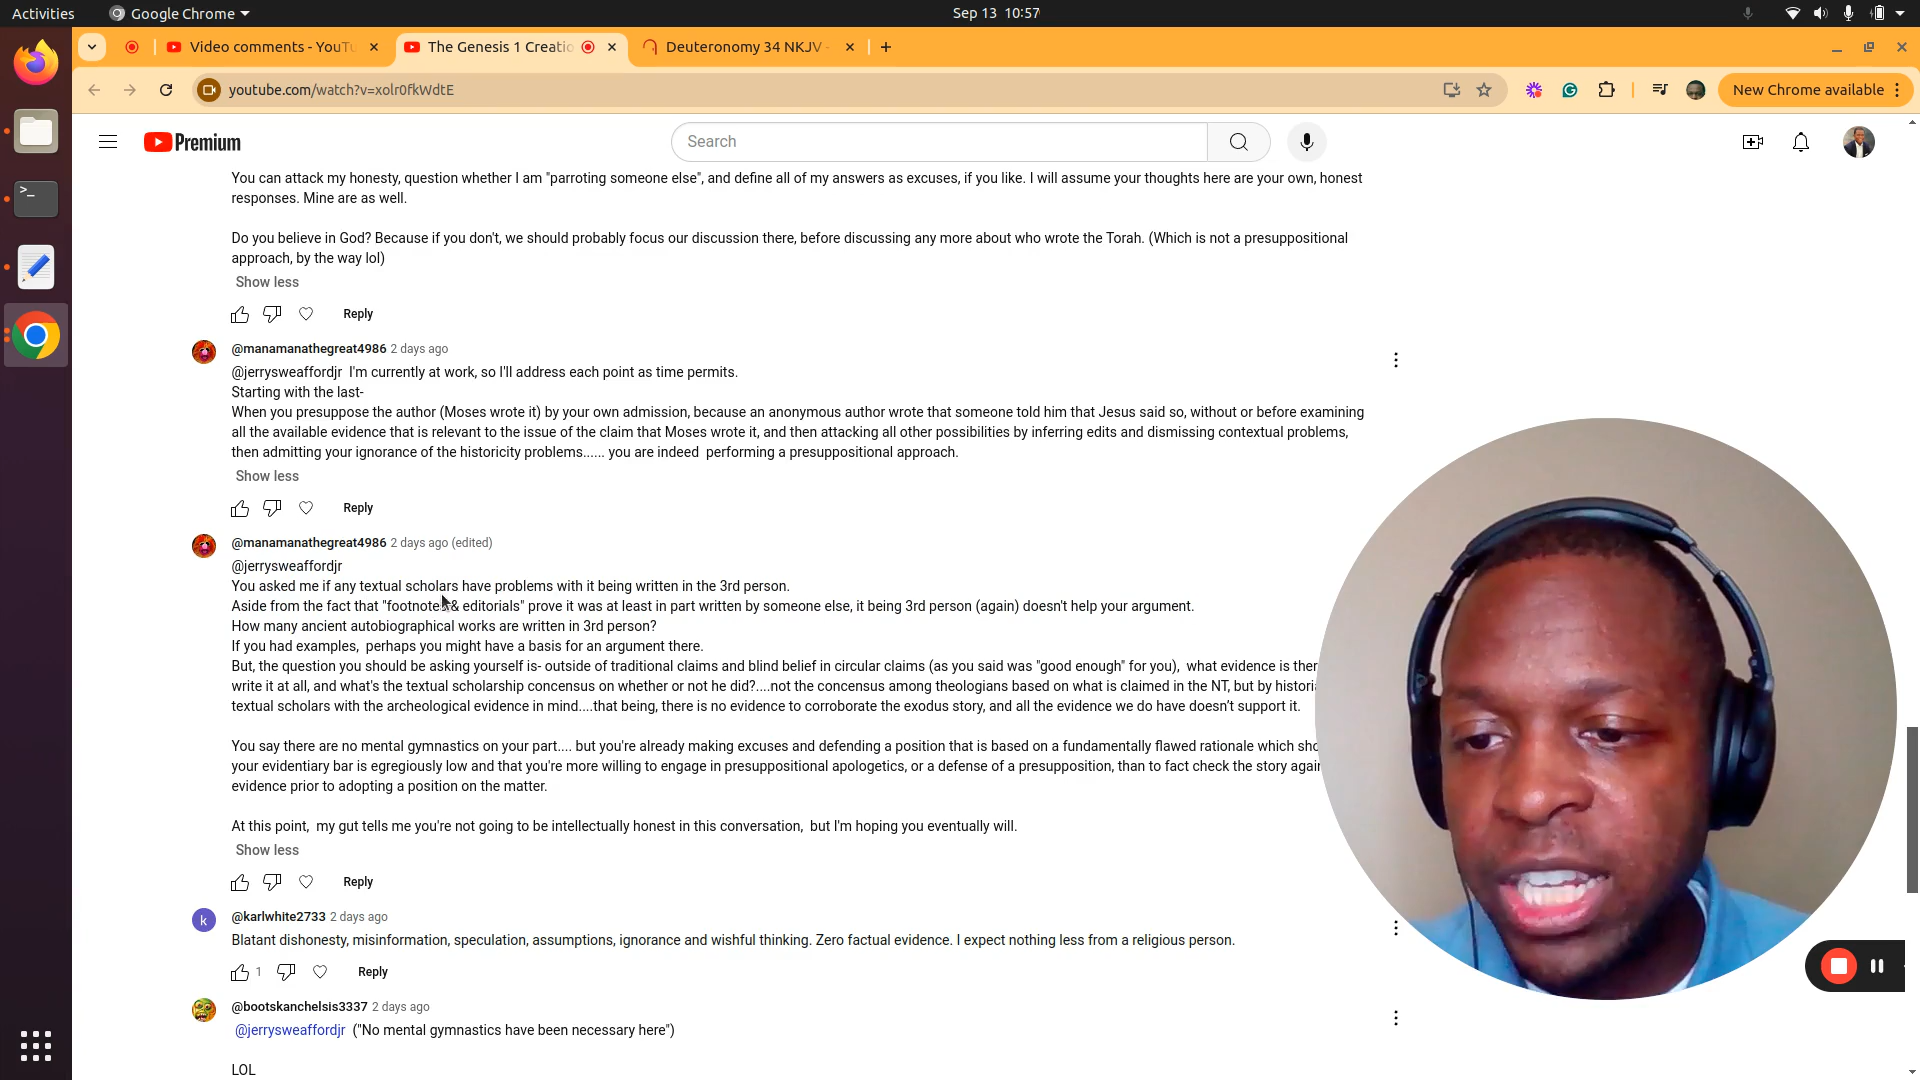 Activities
Google Chrome
Sep 13 10:57
Video comments - YouTu
The Genesis 1 Creatio
Deuteronomy 34 NKJV -
youtube.com/watch?v=xolr0fkWdtE
New Chrome available
Premium
Search
You can attack my honesty, question whether I am "parroting someone else", and define all of my answers as excuses, if you like. I will assume your thoughts here are your own, honest
responses. Mine are as well.
Do you believe in God? Because if you don't, we should probably focus our discussion there, before discussing any more about who wrote the Torah. (Which is not a presuppositional
approach, by the way lol)
Show less
Reply
@manamanathegreat4986 2 days ago
@jerrysweaffordjr I'm currently at work, so I'll address each point as time permits.
Starting with the last-
When you presuppose the author (Moses wrote it) by your own admission, because an anonymous author wrote that someone told him that Jesus said so, without or before examining
all the available evidence that is relevant to the issue of the claim that Moses wrote it, and then attacking all other possibilities by inferring edits and dismissing contextual problems,
then admitting your ignorance of the historicity problems...... you are indeed performing a presuppositional approach.
Show less
Reply
@manamanathegreat4986 2 days ago (edited)
@jerrysweaffordjr
You asked me if any textual scholars have problems with it being written in the 3rd person.
Aside from the fact that "footnotes & editorials" prove it was at least in part written by someone else, it being 3rd person (again) doesn't help your argument.
How many ancient autobiographical works are written in 3rd person?
If you had examples, perhaps you might have a basis for an argument there.
But, the question you should be asking yourself is- outside of traditional claims and blind belief in circular claims (as you said was "good enough" for you), what evidence is ther
write it at all, and what's the textual scholarship concensus on whether or not he did?....not the concensus among theologians based on what is claimed in the NT, but by histori
textual scholars with the archeological evidence in mind....that being, there is no evidence to corroborate the exodus story, and all the evidence we do have doesn't support it.
You say there are no mental gymnastics on your part.... but you're already making excuses and defending a position that is based on a fundamentally flawed rationale which sho
your evidentiary bar is egregiously low and that you're more willing to engage in presuppositional apologetics, or a defense of a presupposition, than to fact check the story again
evidence prior to adopting a position on the matter.
At this point, my gut tells me you're not going to be intellectually honest in this conversation, but I'm hoping you eventually will.
Show less
Reply
k
@karlwhite2733 2 days ago
Blatant dishonesty, misinformation, speculation, assumptions, ignorance and wishful thinking. Zero factual evidence. I expect nothing less from a religious person.
1
Reply
@bootskanchelsis3337 2 days ago
@jerrysweaffordjr ("No mental gymnastics have been necessary here")
LOL